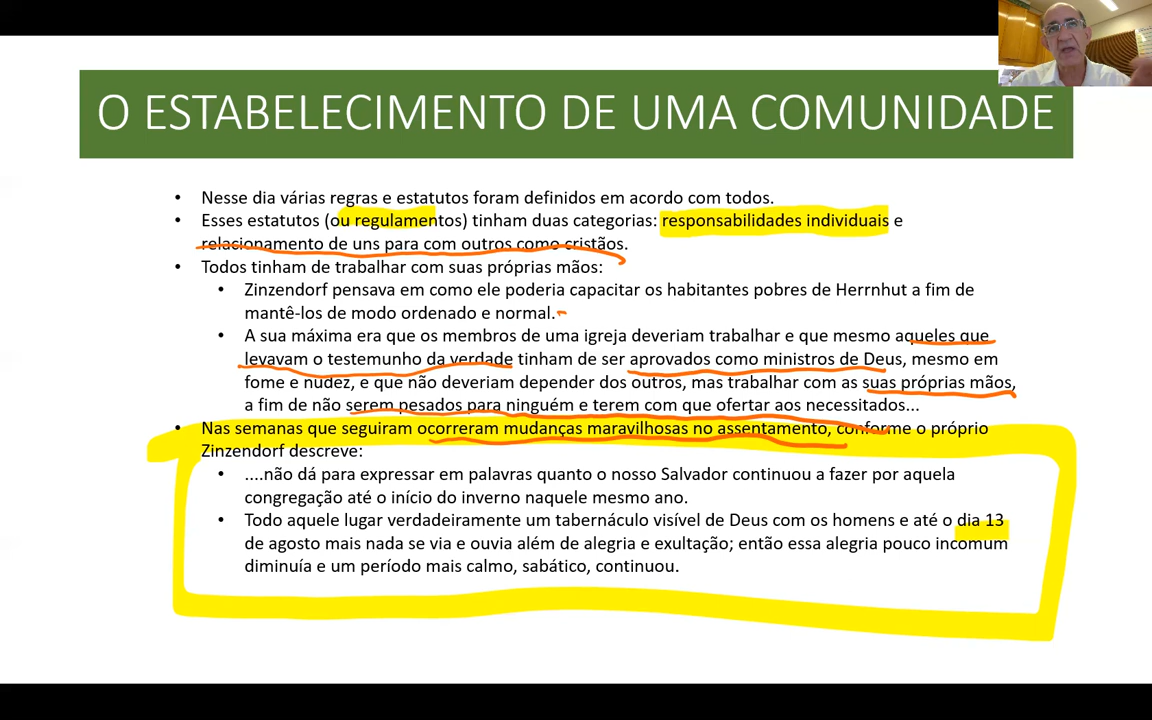 O ESTABELECIMENTO DE UMA COMUNIDADE
• Nesse dia várias regras e estatutos foram definidos em acordo com todos.
• Esses estatutos (ou regulamentos) tinham duas categorias: responsabilidades individuais e
relacionamento de uns para com outros como cristãos.
• Todos tinham de trabalhar com suas próprias mãos:
• Zinzendorf pensava em como ele poderia capacitar os habitantes pobres de Herrnhut a fim de
mantê-los de modo ordenado e normal.
• A sua máxima era que os membros de uma igreja deveriam trabalhar e que mesmo aqueles que
levavam o testemunho da verdade tinham de ser aprovados como ministros de Deus, mesmo em
fome e nudez, e que não deveriam depender dos outros, mas trabalhar com as suas próprias mãos,
a fim de não serem pesados para ninguém e terem com que ofertar aos necessitados...
• Nas semanas que seguiram ocorreram mudanças maravilhosas no assentamento, conforme o próprio
Zinzendorf descreve:
• ....não dá para expressar em palavras quanto o nosso Salvador continuou a fazer por aquela
congregação até o início do inverno naquele mesmo ano.
• Todo aquele lugar verdadeiramente um tabernáculo visível de Deus com os homens e até o dia 13
de agosto mais nada se via e ouvia além de alegria e exultação; então essa alegria pouco incomum
diminuía e um período mais calmo, sabático, continuou.